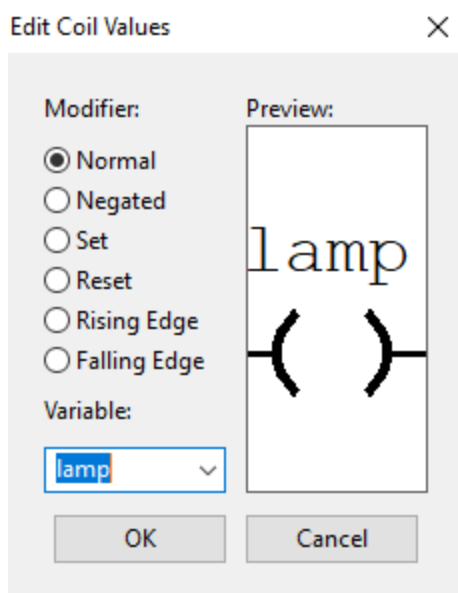 Edit Coil Values
Modifier:
Normal
Negated
Set
Reset
Rising Edge
Falling Edge
Variable:
lamp
Preview:
lamp
OK
Cancel